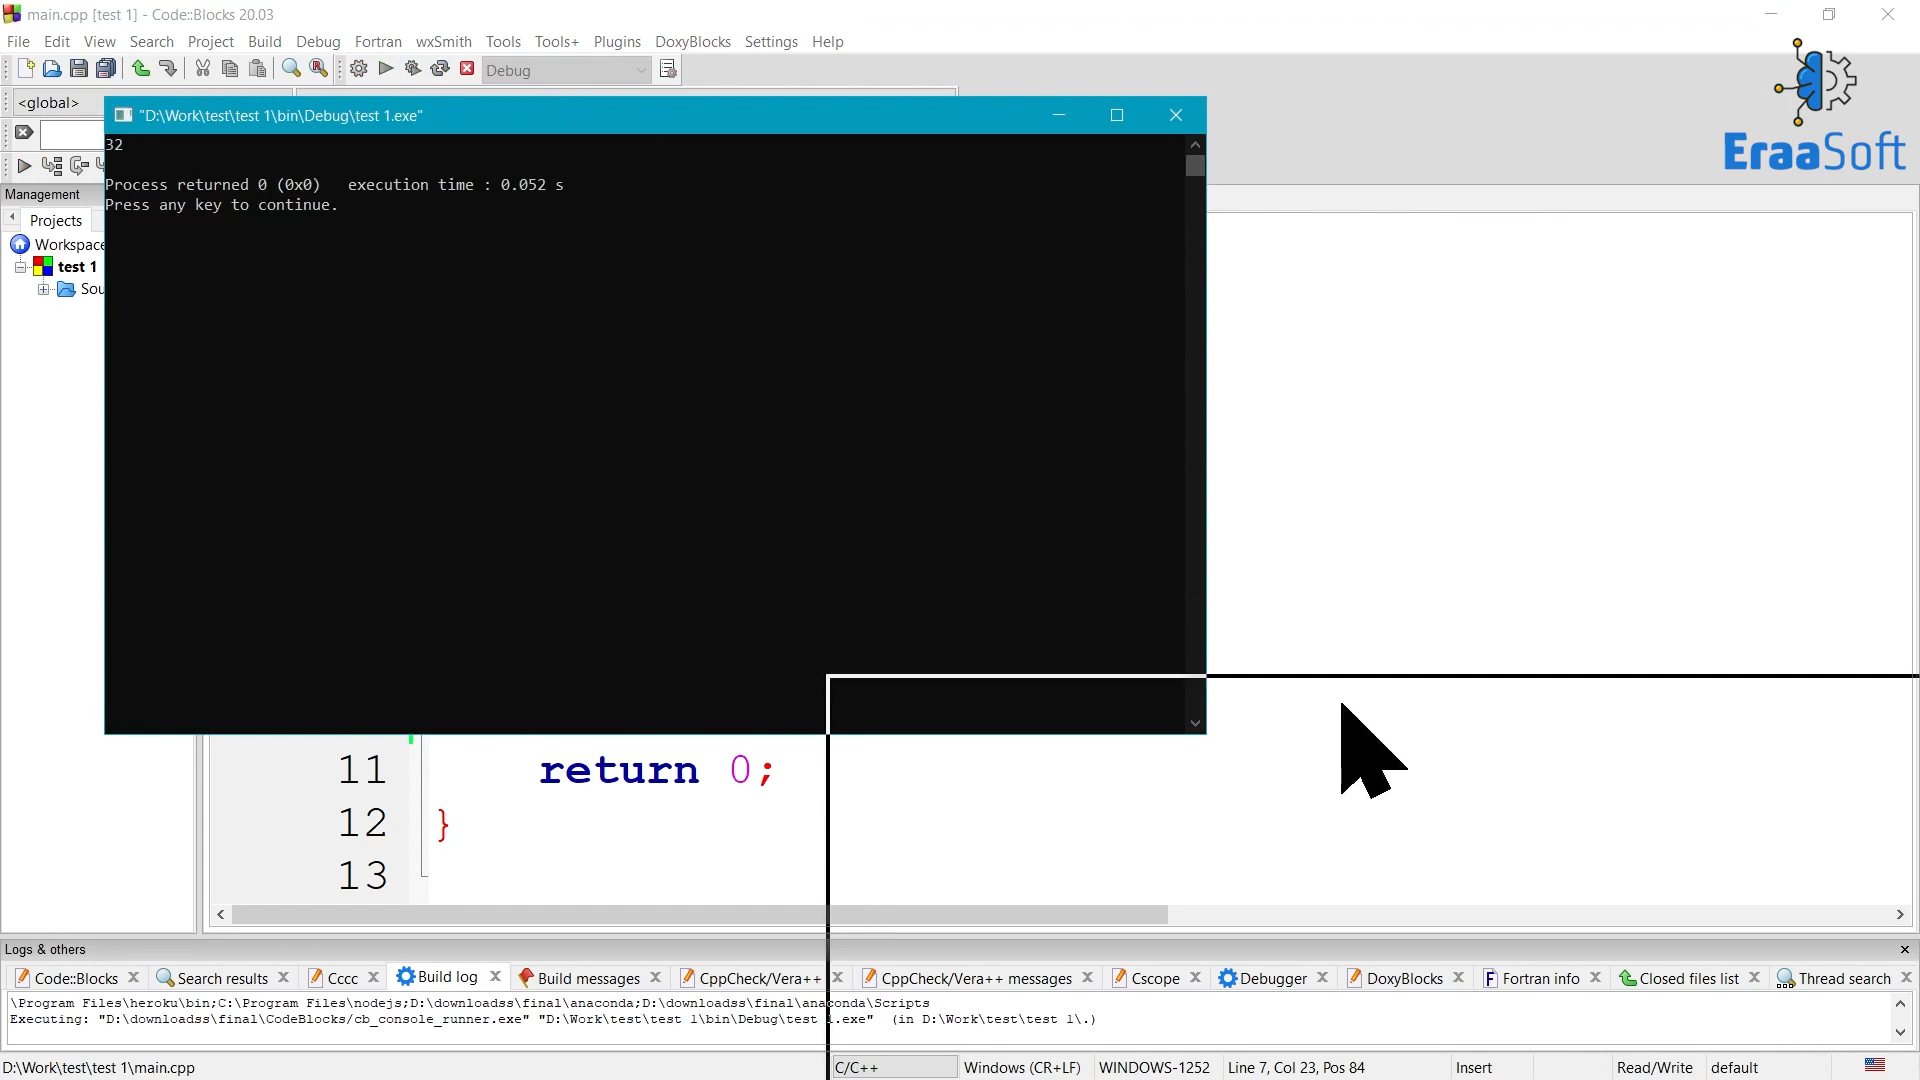 main.cpp [test 1] - Code::Blocks 20.03
File Edit View Search Project Build Debug Fortran wxSmith Tools Tools+ Plugins DoxyBlocks Settings Help
Debug
<global>
EraaSoft
"D:\Work\test\test 1\bin\Debug\test 1.exe"
32
Process returned 0 (0x0)   execution time : 0.052 s
Press any key to continue.
Management
Projects
Workspace
test 1
Sou
11 return 0;
12 }
13
Logs & others
Code::Blocks Search results Cccc Build log Build messages CppCheck/Vera++ CppCheck/Vera++ messages Cscope Debugger DoxyBlocks Fortran info Closed files list Thread search
\Program Files\heroku\bin;C:\Program Files\nodejs;D:\downloadss\final\anaconda;D:\downloadss\final\anaconda\Scripts
Executing: "D:\downloadss\final\CodeBlocks/cb_console_runner.exe" "D:\Work\test\test 1\bin\Debug\test 1.exe"  (in D:\Work\test\test 1\.)
D:\Work\test\test 1\main.cpp C/C++ Windows (CR+LF) WINDOWS-1252 Line 7, Col 23, Pos 84 Insert Read/Write default